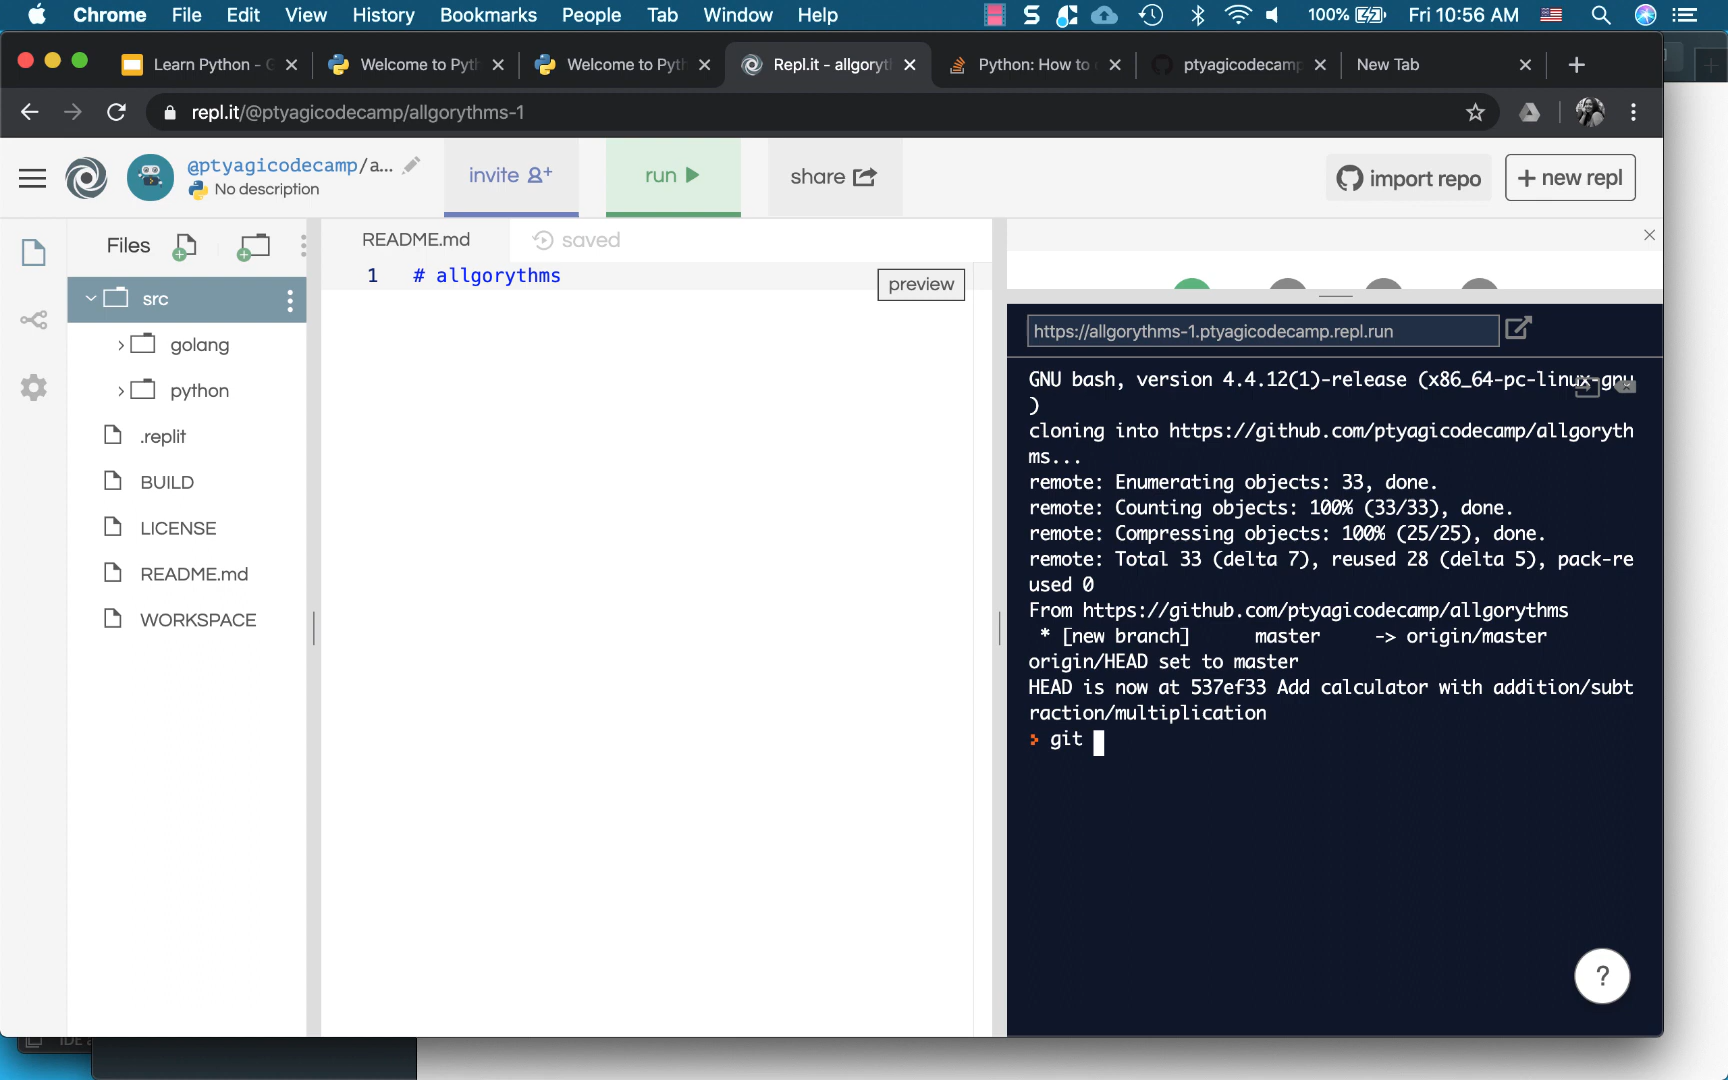 Chrome File Edit View History Bookmarks People Tab Window Help 100% Fri 10:56 AM
Learn Python - G Welcome to Pyth Welcome to Pyth Repl.it - allgoryth Python: How to ptyagicodecamp New Tab
repl.it/@ptyagicodecamp/allgorythms-1
@ptyagicodecamp/a...
No description
invite
run
share
import repo
+ new repl
Files
README.md
saved
src
golang
python
.replit
BUILD
LICENSE
README.md
WORKSPACE
1 # allgorythms
preview
https://allgorythms-1.ptyagicodecamp.repl.run
GNU bash, version 4.4.12(1)-release (x86_64-pc-linux-gnu
)
cloning into https://github.com/ptyagicodecamp/allgoryth
ms...
remote: Enumerating objects: 33, done.
remote: Counting objects: 100% (33/33), done.
remote: Compressing objects: 100% (25/25), done.
remote: Total 33 (delta 7), reused 28 (delta 5), pack-re
used 0
From https://github.com/ptyagicodecamp/allgorythms
* [new branch] master -> origin/master
origin/HEAD set to master
HEAD is now at 537ef33 Add calculator with addition/subt
raction/multiplication
> git
?